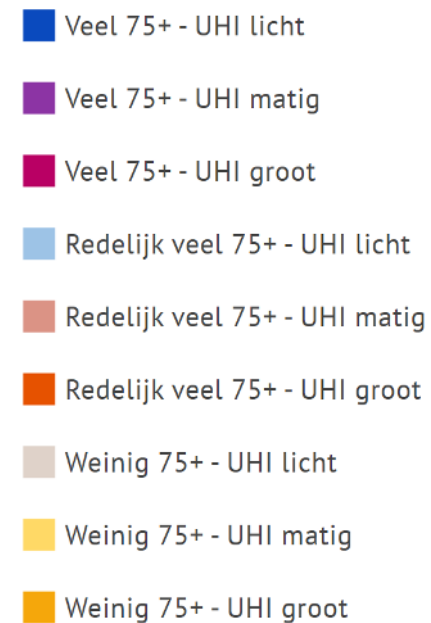 Veel 75+ - UHI licht
Veel 75+ - UHI matig
Veel 75+ - UHI groot
Redelijk veel 75+ - UHI licht
Redelijk veel 75+ - UHI matig
Redelijk veel 75+ - UHI groot
Weinig 75+ - UHI licht
Weinig 75+ - UHI matig
Weinig 75+ - UHI groot